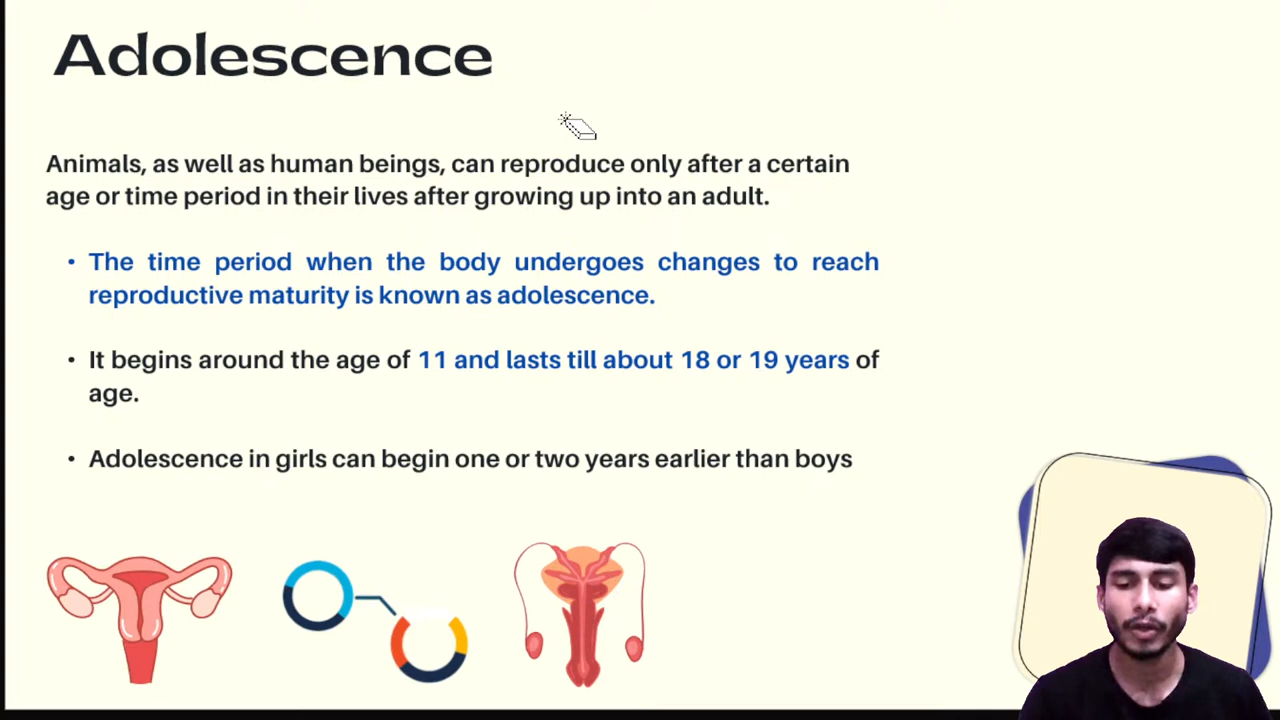 Adolescence
Animals, as well as human beings, can reproduce only after a certain
age or time period in their lives after growing up into an adult.
• The time period when the body undergoes changes to reach
reproductive maturity is known as adolescence.
• It begins around the age of 11 and lasts till about 18 or 19 years of
age.
• Adolescence in girls can begin one or two years earlier than boys